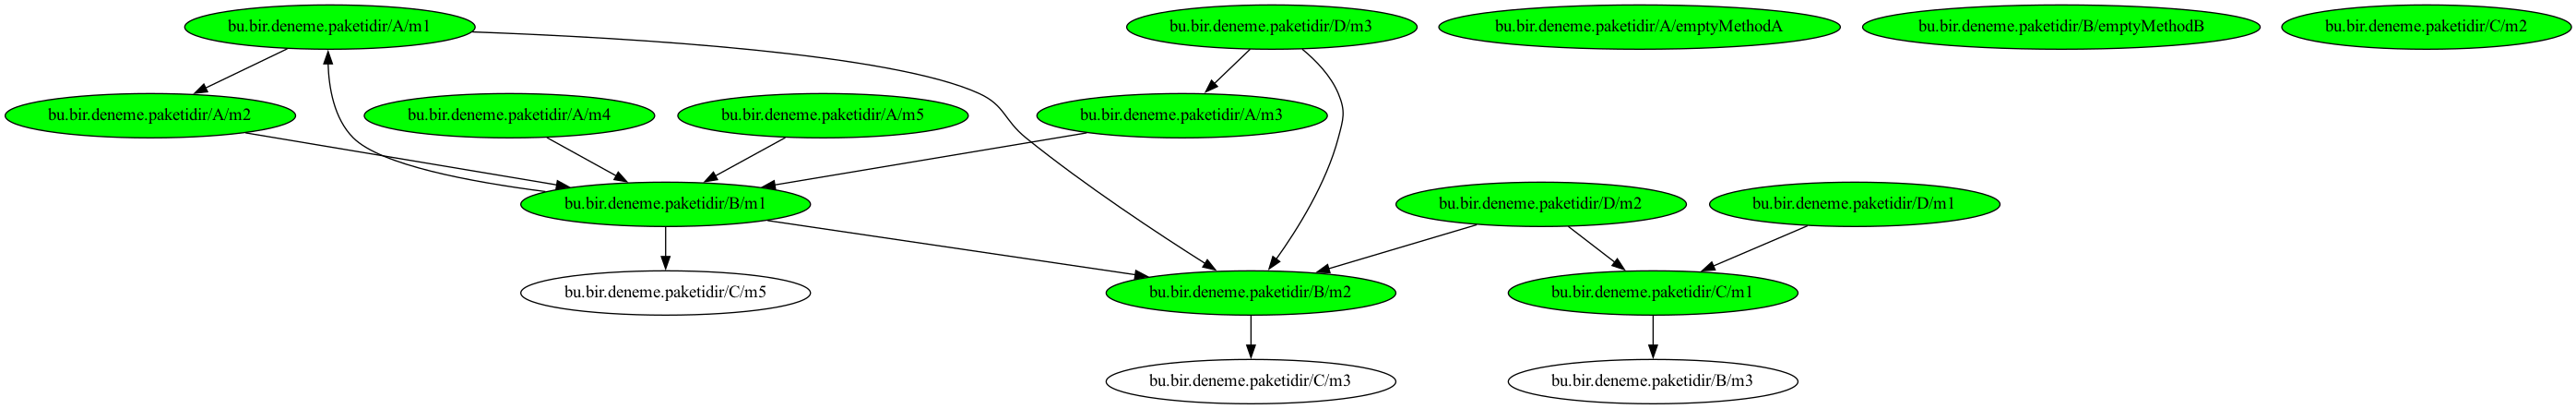 bu.bir.deneme.paketidir/A/m1
bu.bir.deneme.paketidir/D/m3
bu.bir.deneme.paketidir/A/emptyMethodA
bu.bir.deneme.paketidir/B/emptyMethodB
bu.bir.deneme.paketidir/C/m2
bu.bir.deneme.paketidir/A/m2
bu.bir.deneme.paketidir/A/m4
bu.bir.deneme.paketidir/A/m5
bu.bir.deneme.paketidir/A/m3
bu.bir.deneme.paketidir/B/m1
bu.bir.deneme.paketidir/D/m2
bu.bir.deneme.paketidir/D/m1
bu.bir.deneme.paketidir/C/m5
bu.bir.deneme.paketidir/B/m2
bu.bir.deneme.paketidir/C/m1
bu.bir.deneme.paketidir/C/m3
bu.bir.deneme.paketidir/B/m3